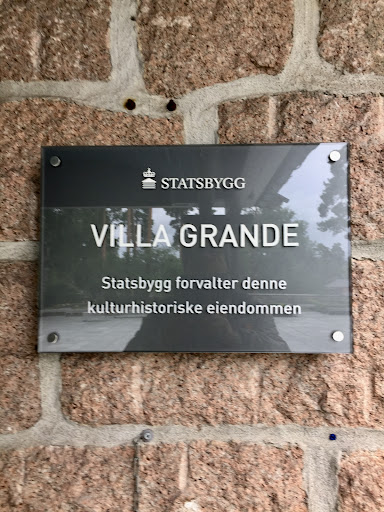 STATSBYGG
VILLA GRANDE
Statsbygg forvalter denne
kulturhistoriske eiendommen